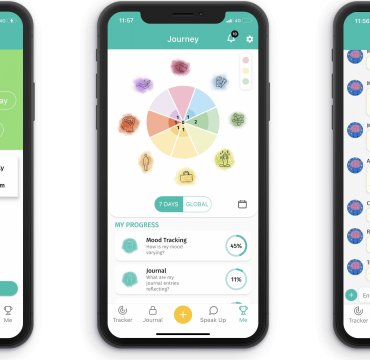 ay
y
m
Me
11:57
4G
Journey
10
1
1
2
1
1
7 DAYS
GLOBAL
MY PROGRESS
Mood Tracking
How is my mood
varying?
45%
Journal
What are my
journal entries
reflecting?
11%
Tracker
Journal
Speak Up
Me
11:56
M
M
A
C
R
T
En
Tracker